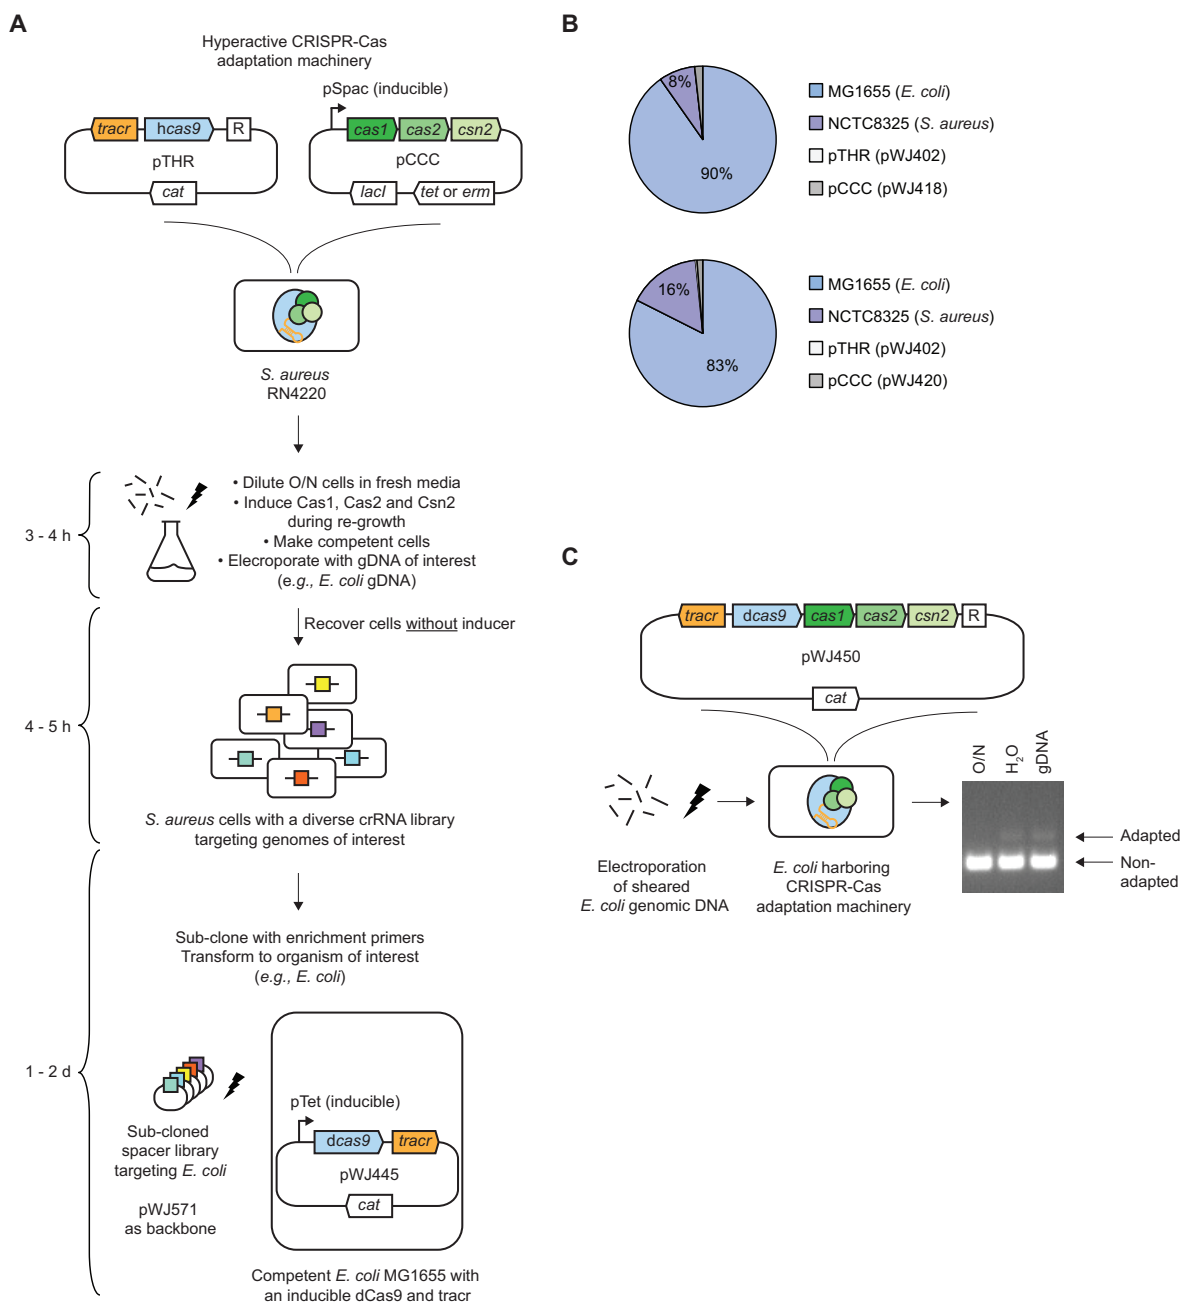 A
Hyperactive CRISPR-Cas
adaptation machinery
pSpac (inducible)
tracr
hcas9
R
pTHR
cat
cas1
cas2
csn2
pCCC
lacI
tet or erm
S. aureus
RN4220
3 - 4 h
• Dilute O/N cells in fresh media
• Induce Cas1, Cas2 and Csn2
during re-growth
• Make competent cells
• Elecroporate with gDNA of interest
(e.g., E. coli gDNA)
Recover cells without inducer
4 - 5 h
S. aureus cells with a diverse crRNA library
targeting genomes of interest
Sub-clone with enrichment primers
Transform to organism of interest
(e.g., E. coli)
1 - 2 d
Sub-cloned
spacer library
targeting E. coli
pWJ571
as backbone
pTet (inducible)
dcas9
tracr
pWJ445
cat
Competent E. coli MG1655 with
an inducible dCas9 and tracr
B
8%
90%
MG1655 (E. coli)
NCTC8325 (S. aureus)
pTHR (pWJ402)
pCCC (pWJ418)
16%
83%
MG1655 (E. coli)
NCTC8325 (S. aureus)
pTHR (pWJ402)
pCCC (pWJ420)
C
tracr
dcas9
cas1
cas2
csn2
R
pWJ450
cat
Electroporation
of sheared
E. coli genomic DNA
E. coli harboring
CRISPR-Cas
adaptation machinery
O/N
H2O
gDNA
Adapted
Non-
adapted